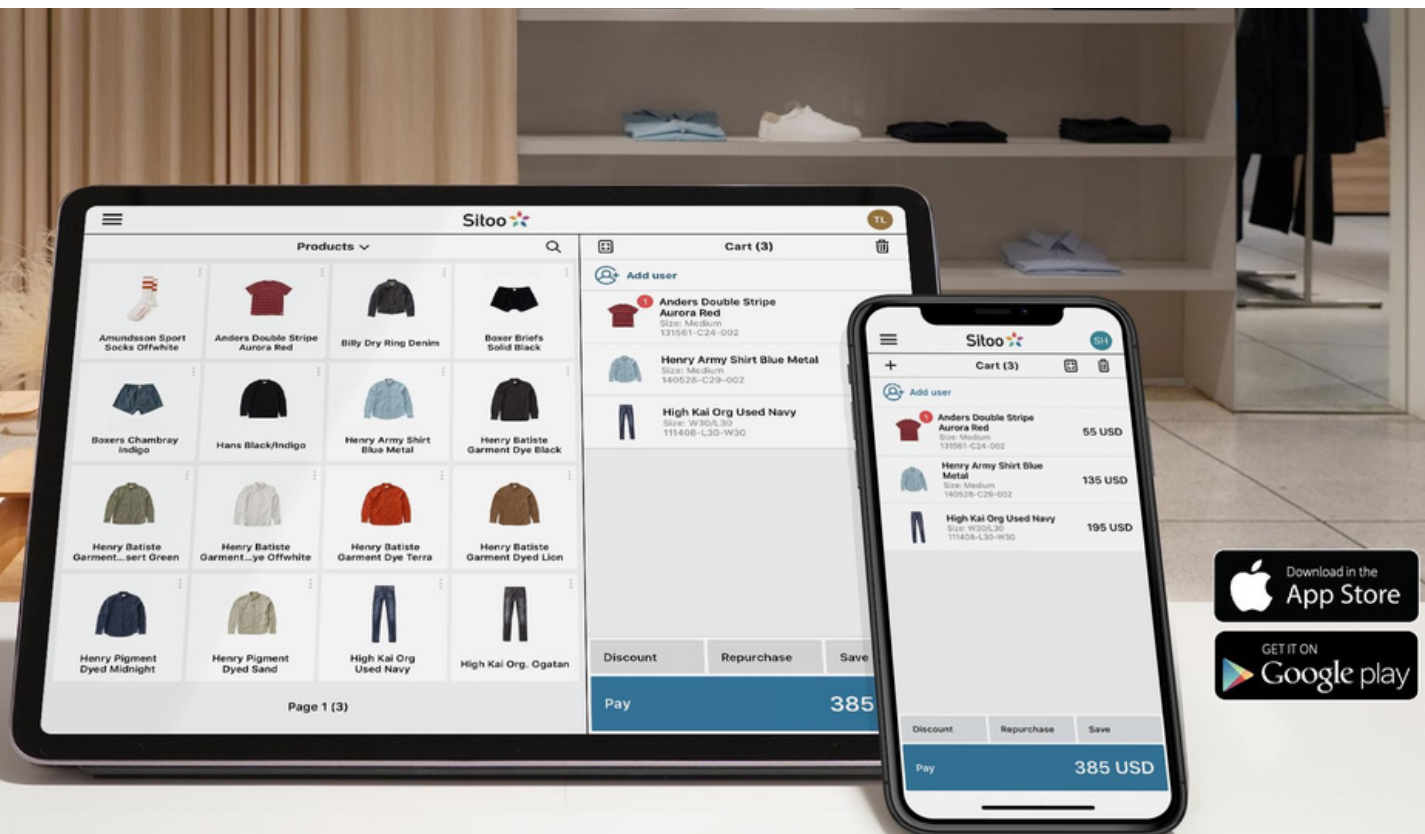 Sitoo
TL
Products
Cart (3)
Add user
Amundsson Sport
Socks Offwhite
Anders Double Stripe
Aurora Red
Billy Dry Ring Denim
Boxer Briefs
Solid Black
Boxers Chambray
Indigo
Hans Black/Indigo
Henry Army Shirt
Blue Metal
Henry Batiste
Garment Dye Black
Henry Batiste
Garment...sert Green
Henry Batiste
Garment...ye Offwhite
Henry Batiste
Garment Dye Terra
Henry Batiste
Garment Dyed Lion
Henry Pigment
Dyed Midnight
Henry Pigment
Dyed Sand
High Kai Org
Used Navy
High Kai Org. Ogatan
Page 1 (3)
1
Anders Double Stripe
Aurora Red
Size: Medium
131561-C24-002
Henry Army Shirt Blue Metal
Size: Medium
140528-C29-002
High Kai Org Used Navy
Size: W30/L30
111408-L30-W30
Discount
Repurchase
Save
Pay
385
Sitoo
SH
Cart (3)
Add user
1
Anders Double Stripe
Aurora Red
Size: Medium
131561-C24-002
55 USD
Henry Army Shirt Blue
Metal
Size: Medium
140528-C29-002
135 USD
High Kai Org Used Navy
Size: W30/L30
111408-L30-W30
195 USD
Discount
Repurchase
Save
Pay
385 USD
Download in the
App Store
GET IT ON
Google play